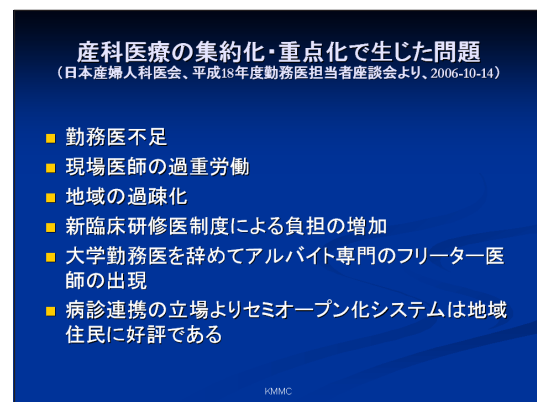 産科医療の集約化・重点化で生じた問題
（日本産婦人科医会、平成18年度勤務医担当者座談会より、2006-10-14）
勤務医不足
現場医師の過重労働
地域の過疎化
新臨床研修医制度による負担の増加
大学勤務医を辞めてアルバイト専門のフリーター医
師の出現
病診連携の立場よりセミオープン化システムは地域
住民に好評である
KMMC